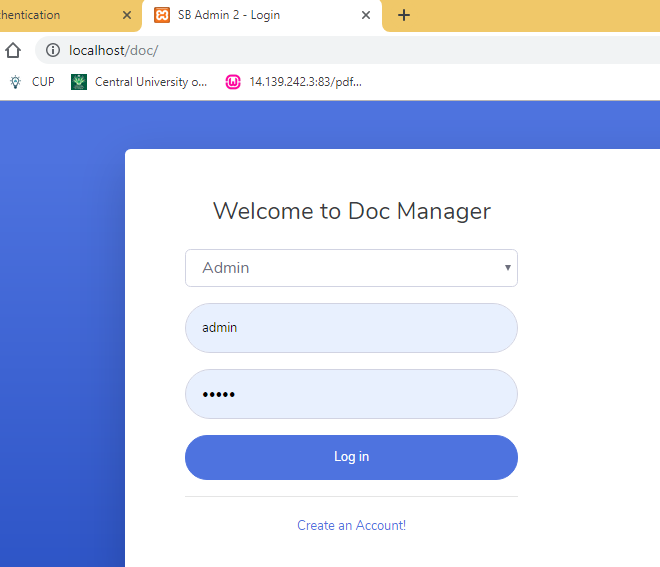 hentication
SB Admin 2 - Login
localhost/doc/
CUP
Central University o...
14.139.242.3:83/pdf...
Welcome to Doc Manager
Admin
admin
•••••
Log in
Create an Account!